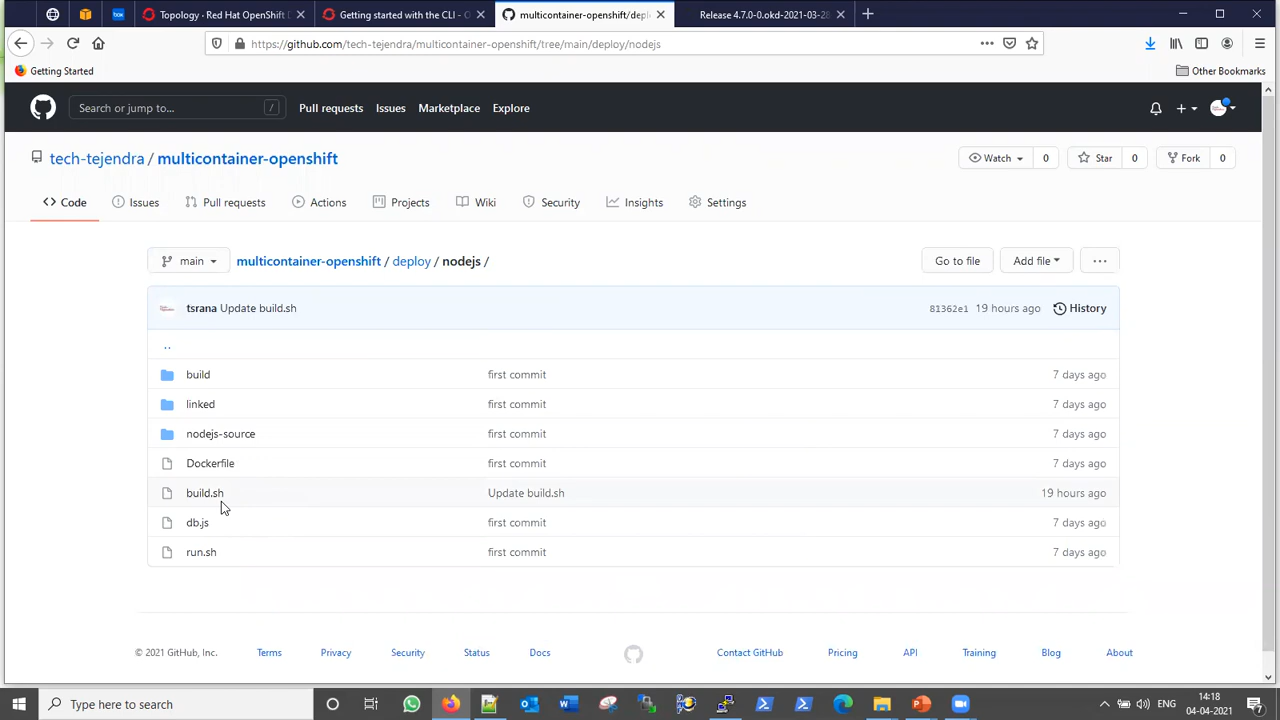 Topology · Red Hat OpenShift
Getting started with the CLI - O
multicontainer-openshift/depl
Release 4.7.0-0.okd-2021-03-28
https://github.com/tech-tejendra/multicontainer-openshift/tree/main/deploy/nodejs
Getting Started
Other Bookmarks
Search or jump to...
/
Pull requests
Issues
Marketplace
Explore
tech-tejendra / multicontainer-openshift
Watch
0
Star
0
Fork
0
Code
Issues
Pull requests
Actions
Projects
Wiki
Security
Insights
Settings
main
multicontainer-openshift / deploy / nodejs /
Go to file
Add file
tsrana Update build.sh
81362e1 19 hours ago
History
..
build first commit 7 days ago
linked first commit 7 days ago
nodejs-source first commit 7 days ago
Dockerfile first commit 7 days ago
build.sh Update build.sh 19 hours ago
db.js first commit 7 days ago
run.sh first commit 7 days ago
© 2021 GitHub, Inc.
Terms
Privacy
Security
Status
Docs
Contact GitHub
Pricing
API
Training
Blog
About
Type here to search
ENG
14:18
04-04-2021